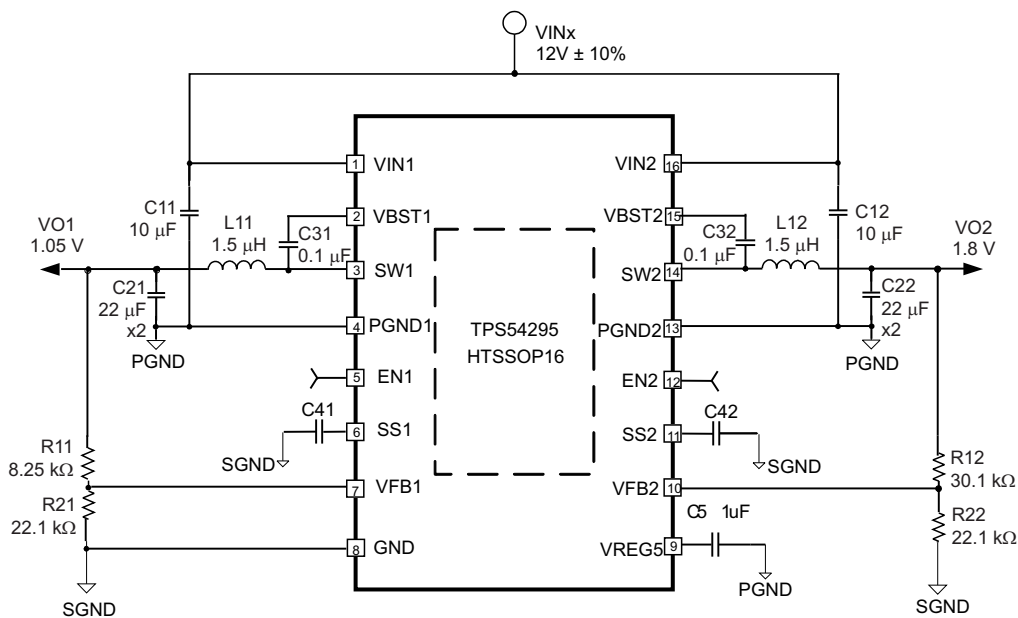 VINx
12V ± 10%
1
VIN1
VIN2
16
C11
10 μF
VO1
1.05 V
L11
1.5 μH
C31
0.1 μF
2
VBST1
VBST2
15
C32
0.1 μF
L12
1.5 μH
C12
10 μF
VO2
1.8 V
3
SW1
SW2
14
C21
22 μF
x2
C22
22 μF
x2
4
PGND1
PGND2
13
PGND
PGND
TPS54295
HTSSOP16
5
EN1
EN2
12
C41
6
SS1
SS2
11
C42
SGND
SGND
R11
8.25 kΩ
R12
30.1 kΩ
7
VFB1
VFB2
10
R21
22.1 kΩ
R22
22.1 kΩ
C5 1uF
8
GND
VREG5
9
PGND
SGND
SGND